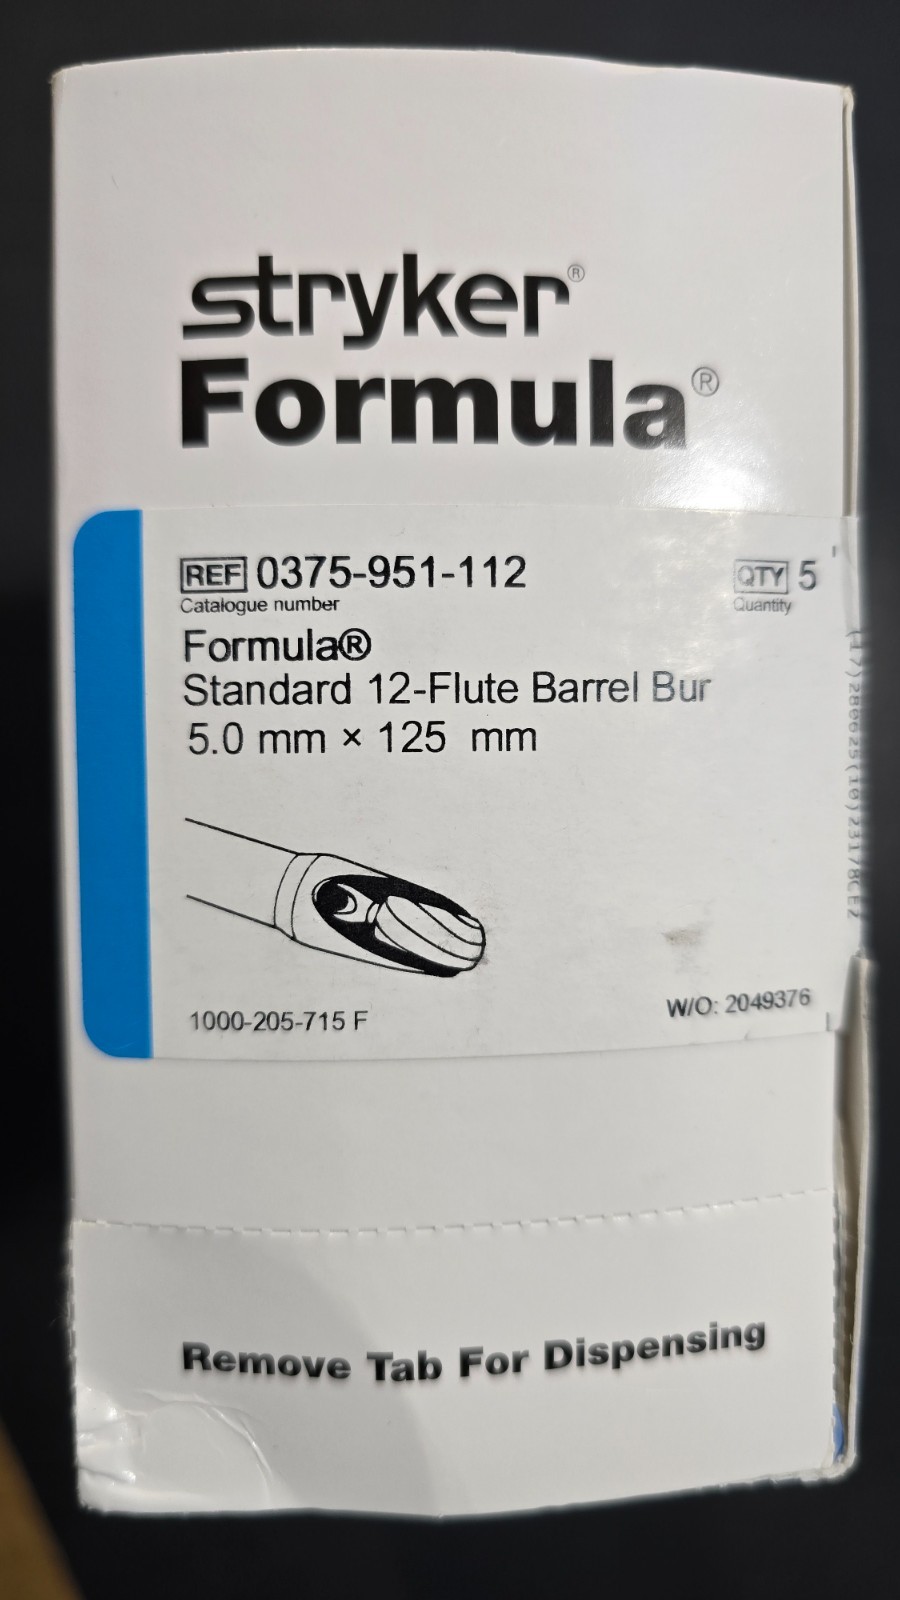 stryker®
Formula®
REF 0375-951-112
Catalogue number
QTY 5
Quantity
Formula®
Standard 12-Flute Barrel Bur
5.0 mm × 125 mm
1000-205-715 F
W/O: 2049376
Remove Tab For Dispensing